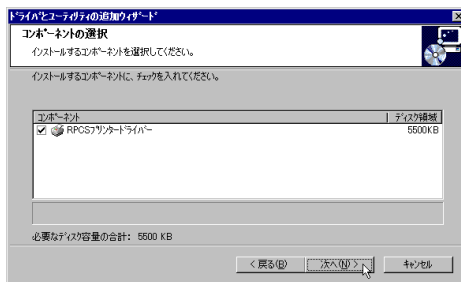 ﾄﾞﾗｲﾊﾞとﾕｰﾃｨﾘﾃｨの追加ｳｨｻﾞｰﾄﾞ
ｺﾝﾎﾟｰﾈﾝﾄの選択
ｲﾝｽﾄｰﾙするｺﾝﾎﾟｰﾈﾝﾄを選択してください。
ｲﾝｽﾄｰﾙするｺﾝﾎﾟｰﾈﾝﾄに、ﾁｪｯｸを入れてください。
ｺﾝﾎﾟｰﾈﾝﾄ ﾃﾞｨｽｸ領域
RPCSﾌﾟﾘﾝﾀｰﾄﾞﾗｲﾊﾞｰ 5500KB
必要なﾃﾞｨｽｸ容量の合計: 5500 KB
< 戻る(B) 次へ(N) > ｷｬﾝｾﾙ